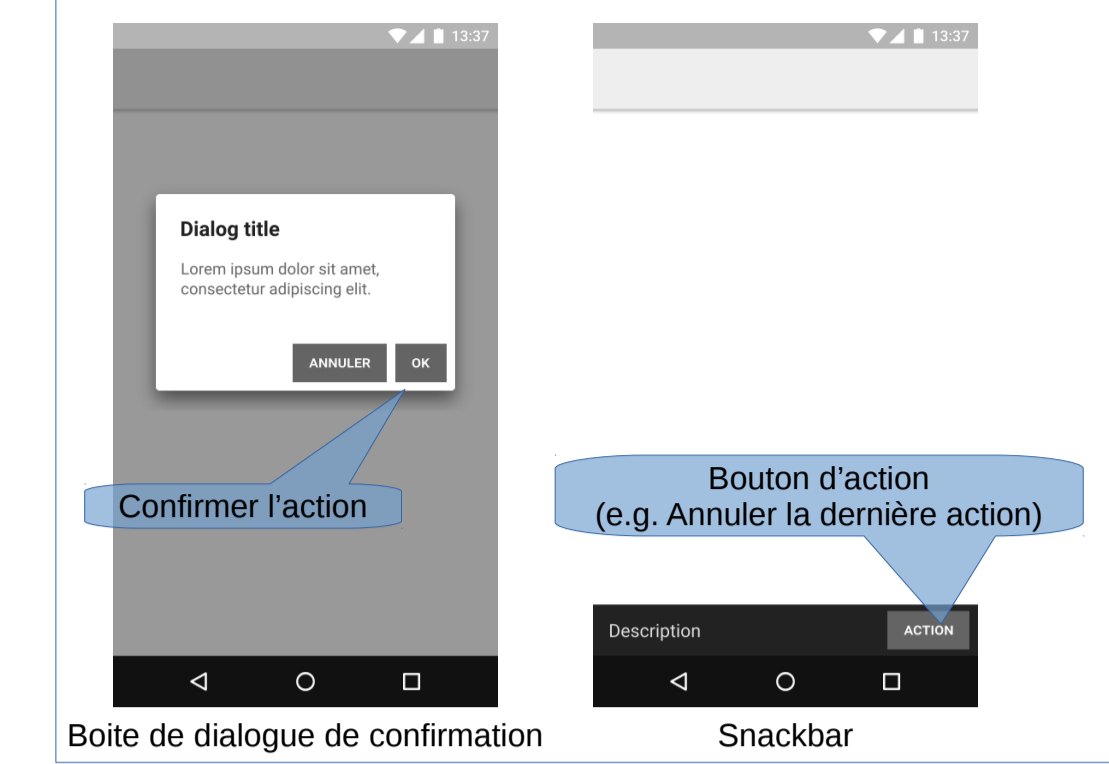 13:37
Dialog title
Lorem ipsum dolor sit amet,
consectetur adipiscing elit.
ANNULER OK
Confirmer l’action
Boite de dialogue de confirmation
13:37
Bouton d’action
(e.g. Annuler la dernière action)
Description ACTION
Snackbar